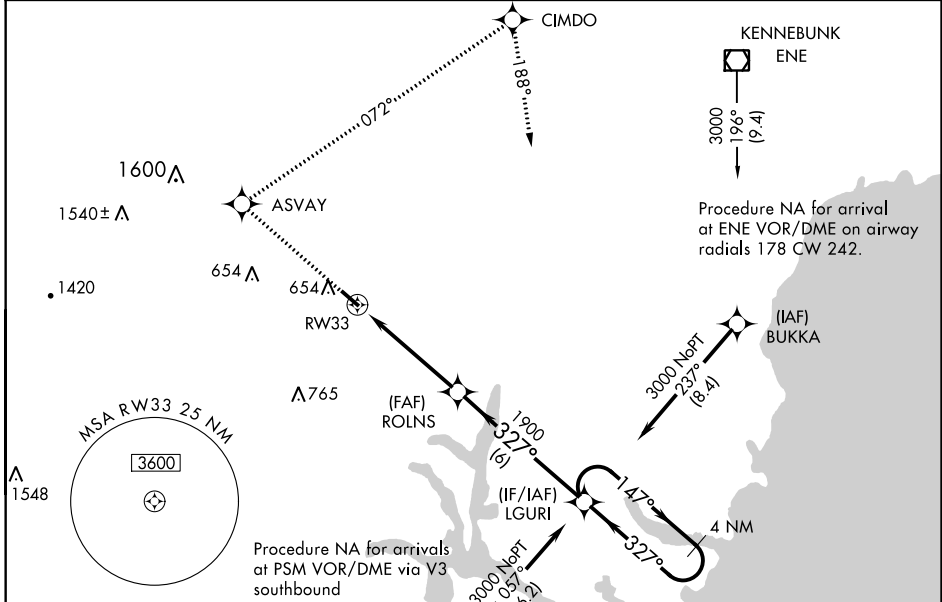 CIMDO
KENNEBUNK
ENE
188°
072°
3000
196°
(9.4)
1600
1540±
ASVAY
Procedure NA for arrival
at ENE VOR/DME on airway
radials 178 CW 242.
654
654
1420
RW33
(IAF)
BUKKA
3000 NoPT
237°
(8.4)
765
(FAF)
ROLNS
1900
327°
(6)
MSA RW33 25 NM
3600
1548
(IF/IAF)
LGURI
147°
4 NM
327°
Procedure NA for arrivals
at PSM VOR/DME via V3
southbound
3000 NoPT
057°